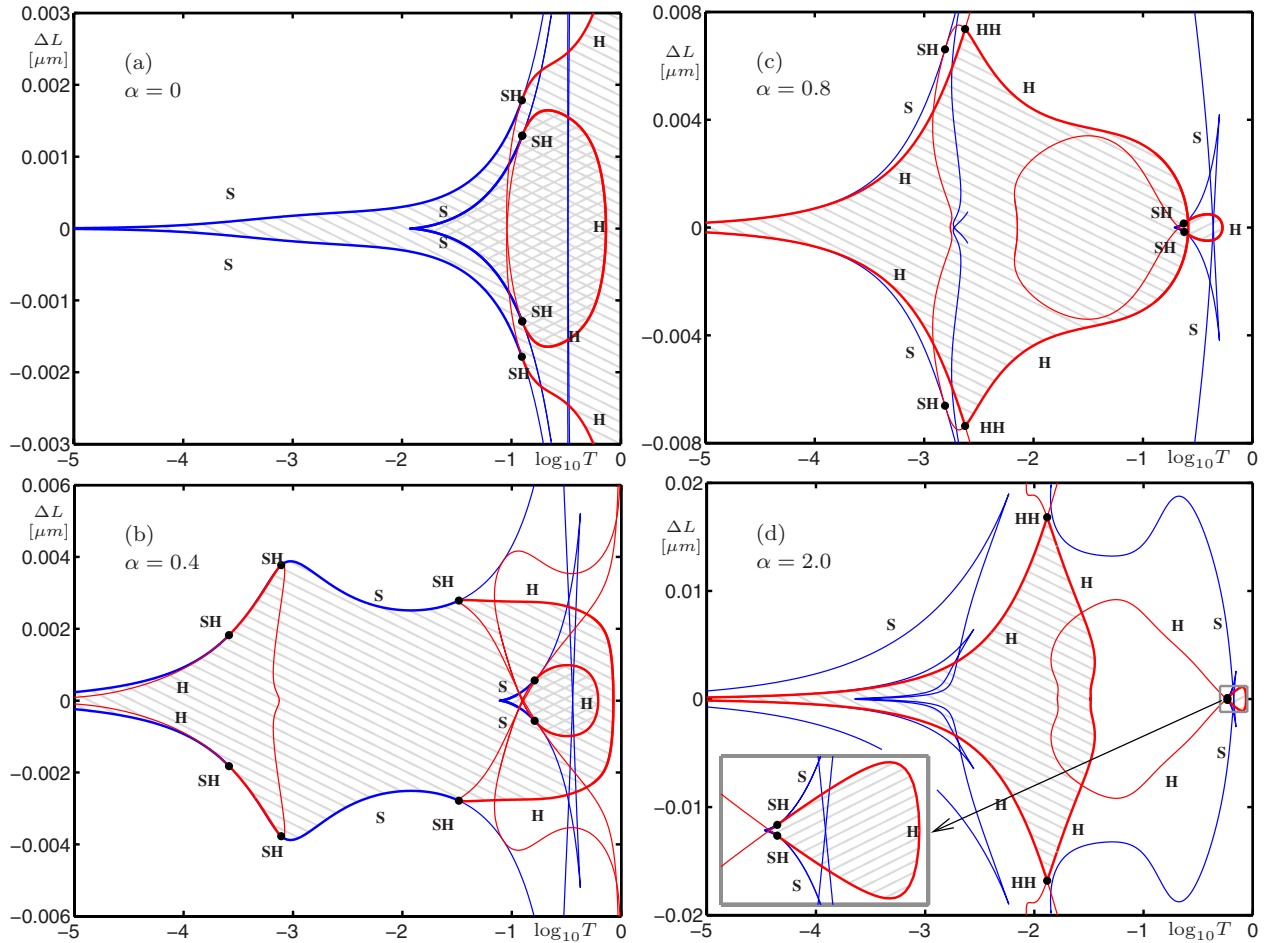 (a)
α = 0
ΔL
[μm]
0.003
0.002
0.001
0
−0.001
−0.002
−0.003
S
S
S
S
SH
SH
SH
SH
H
H
H
H
−5
−4
−3
−2
−1
log₁₀T
0
(c)
α = 0.8
ΔL
[μm]
0.008
0.004
0
−0.004
−0.008
SH
HH
S
H
H
H
S
SH
SH
H
S
S
H
SH
HH
−5
−4
−3
−2
−1
log₁₀T
0
(b)
α = 0.4
ΔL
[μm]
0.006
0.004
0.002
0
−0.002
−0.004
−0.006
SH
SH
S
SH
H
H
H
S
S
H
SH
SH
S
SH
H
−5
−4
−3
−2
−1
log₁₀T
0
(d)
α = 2.0
ΔL
[μm]
0.02
0.01
0
−0.01
−0.02
HH
S
H
H
H
S
H
S
H
H
HH
S
SH
SH
S
H
−5
−4
−3
−2
−1
log₁₀T
0